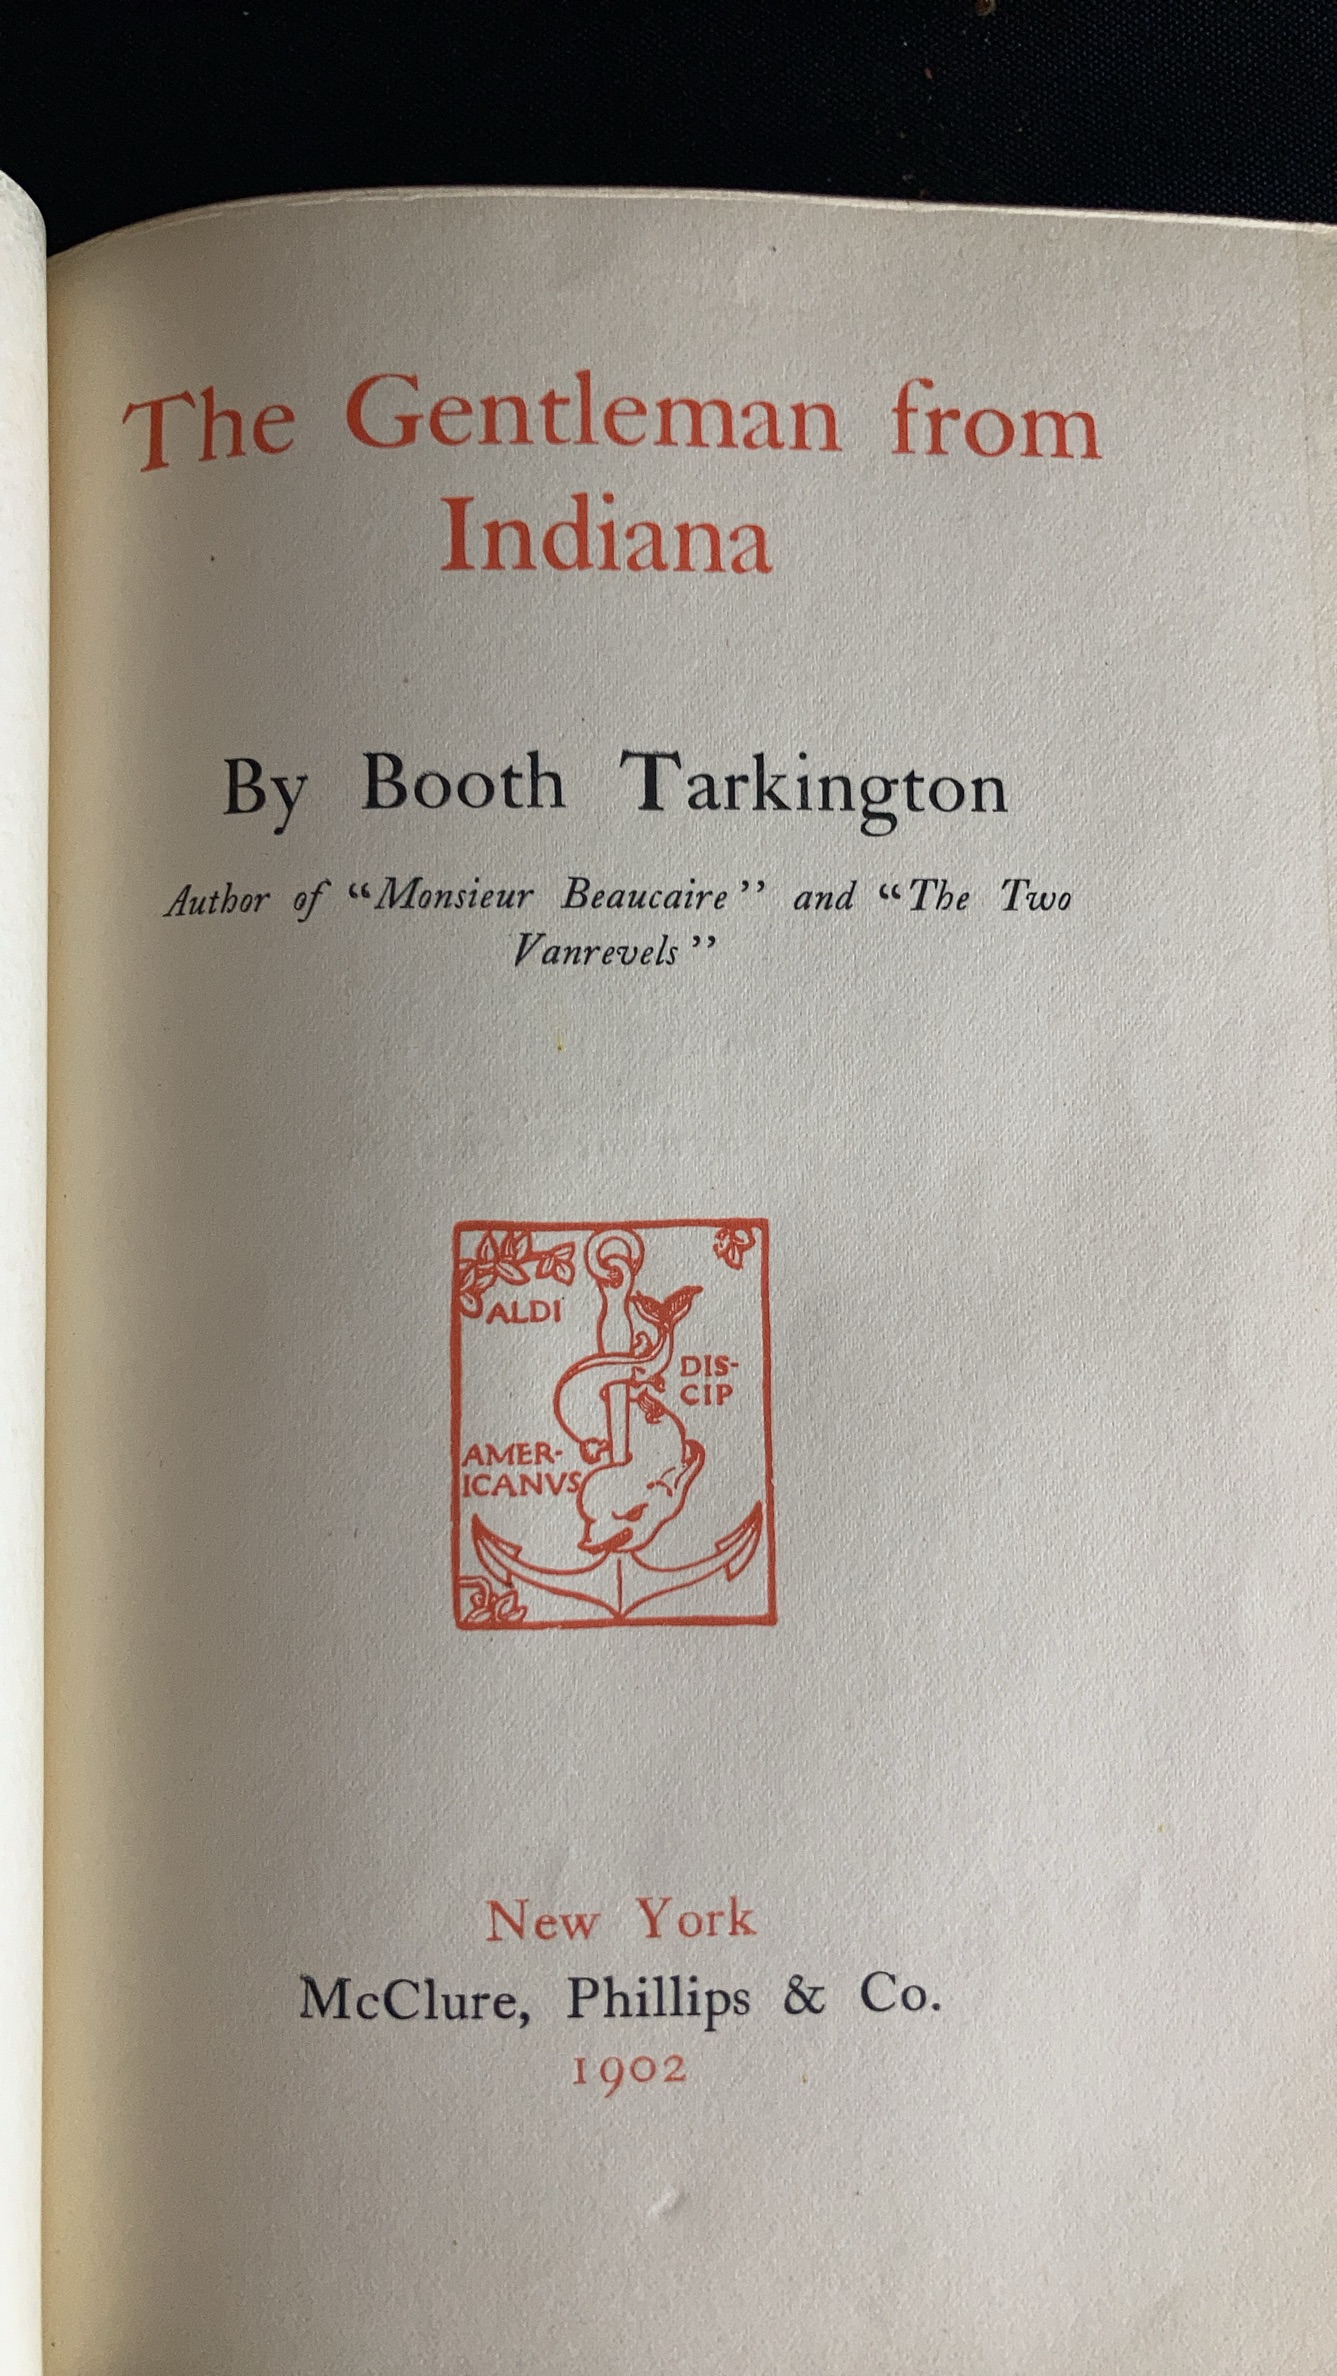 The Gentleman from
Indiana
By Booth Tarkington
Author of “Monsieur Beaucaire” and “The Two
Vanrevels”
ALDI
DIS-
CIP
AMER-
ICANVS
New York
McClure, Phillips & Co.
1902